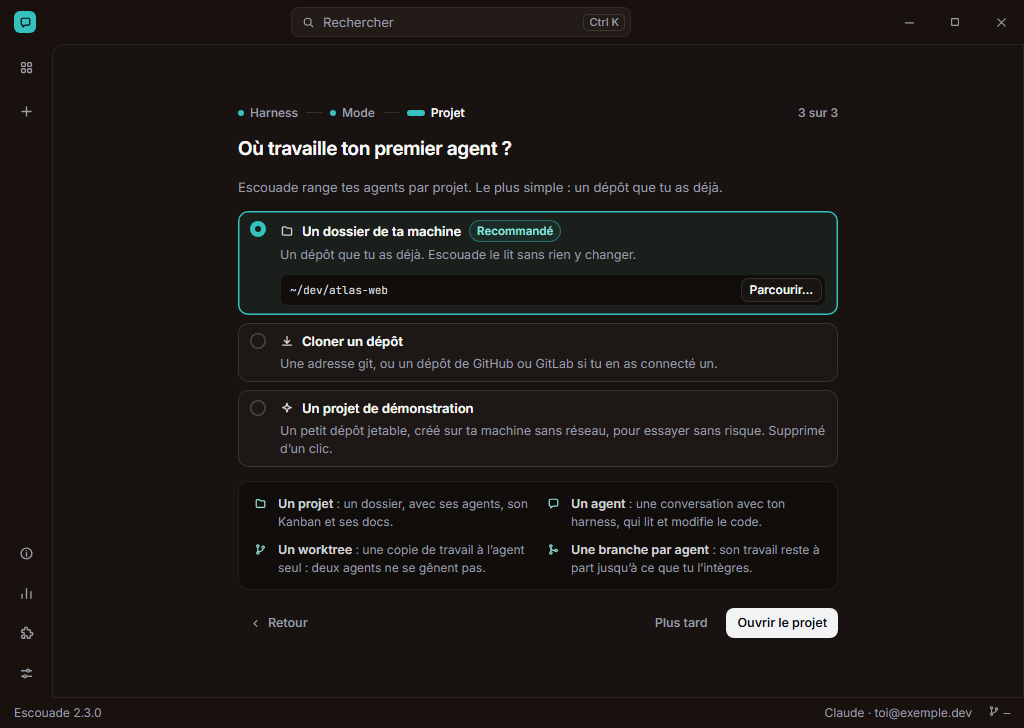 Rechercher
Ctrl K
Harness
Mode
Projet
3 sur 3
Où travaille ton premier agent ?
Escouade range tes agents par projet. Le plus simple : un dépôt que tu as déjà.
Un dossier de ta machine
Recommandé
Un dépôt que tu as déjà. Escouade le lit sans rien y changer.
~/dev/atlas-web
Parcourir...
Cloner un dépôt
Une adresse git, ou un dépôt de GitHub ou GitLab si tu en as connecté un.
Un projet de démonstration
Un petit dépôt jetable, créé sur ta machine sans réseau, pour essayer sans risque. Supprimé
d’un clic.
Un projet : un dossier, avec ses agents, son
Kanban et ses docs.
Un agent : une conversation avec ton
harness, qui lit et modifie le code.
Un worktree : une copie de travail à l’agent
seul : deux agents ne se gênent pas.
Une branche par agent : son travail reste à
part jusqu’à ce que tu l’intègres.
Retour
Plus tard
Ouvrir le projet
Escouade 2.3.0
Claude · toi@exemple.dev
–